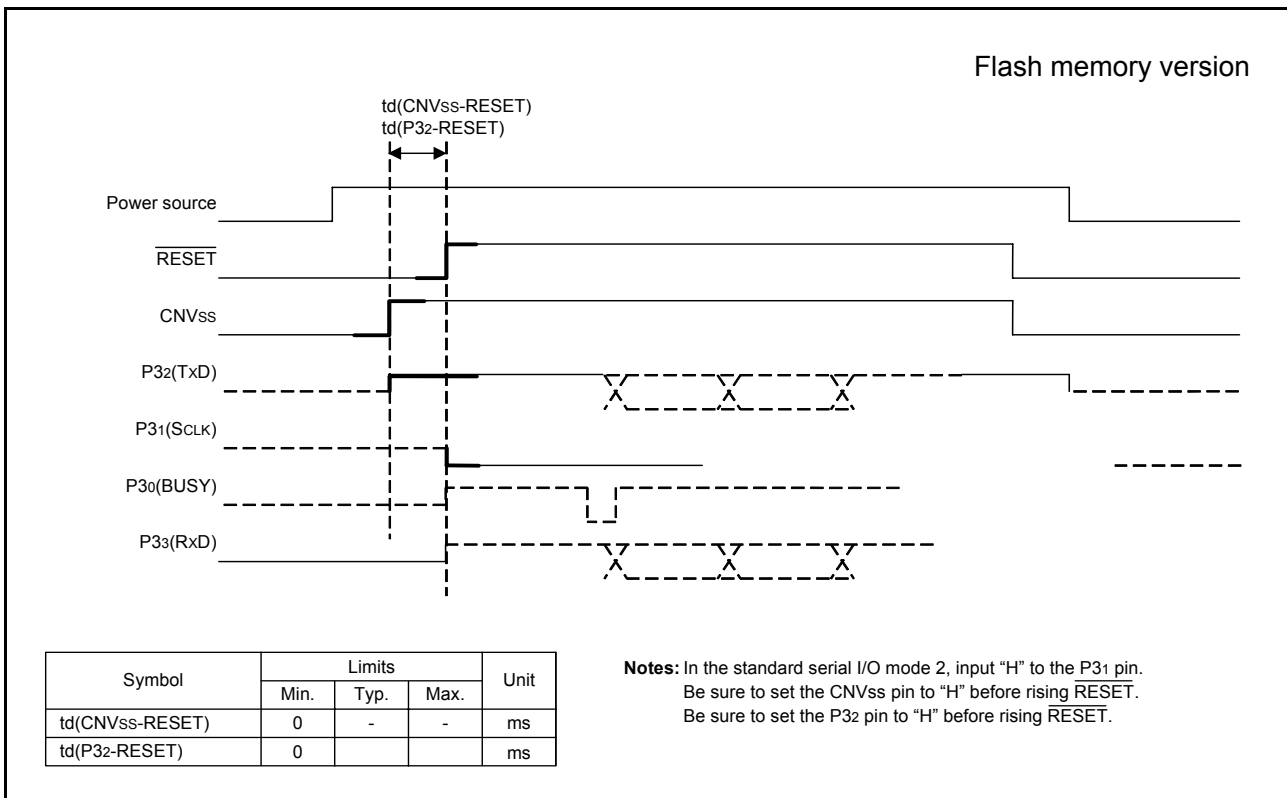 Flash memory version
td(CNVss-RESET)
td(P32-RESET)
Power source
RESET
CNVss
P32(TxD)
P31(SCLK)
P30(BUSY)
P33(RxD)
Symbol Limits Unit
Min. Typ. Max.
td(CNVss-RESET) 0 - - ms
td(P32-RESET) 0 ms
Notes: In the standard serial I/O mode 2, input “H” to the P31 pin.
Be sure to set the CNVss pin to “H” before rising RESET.
Be sure to set the P32 pin to “H” before rising RESET.